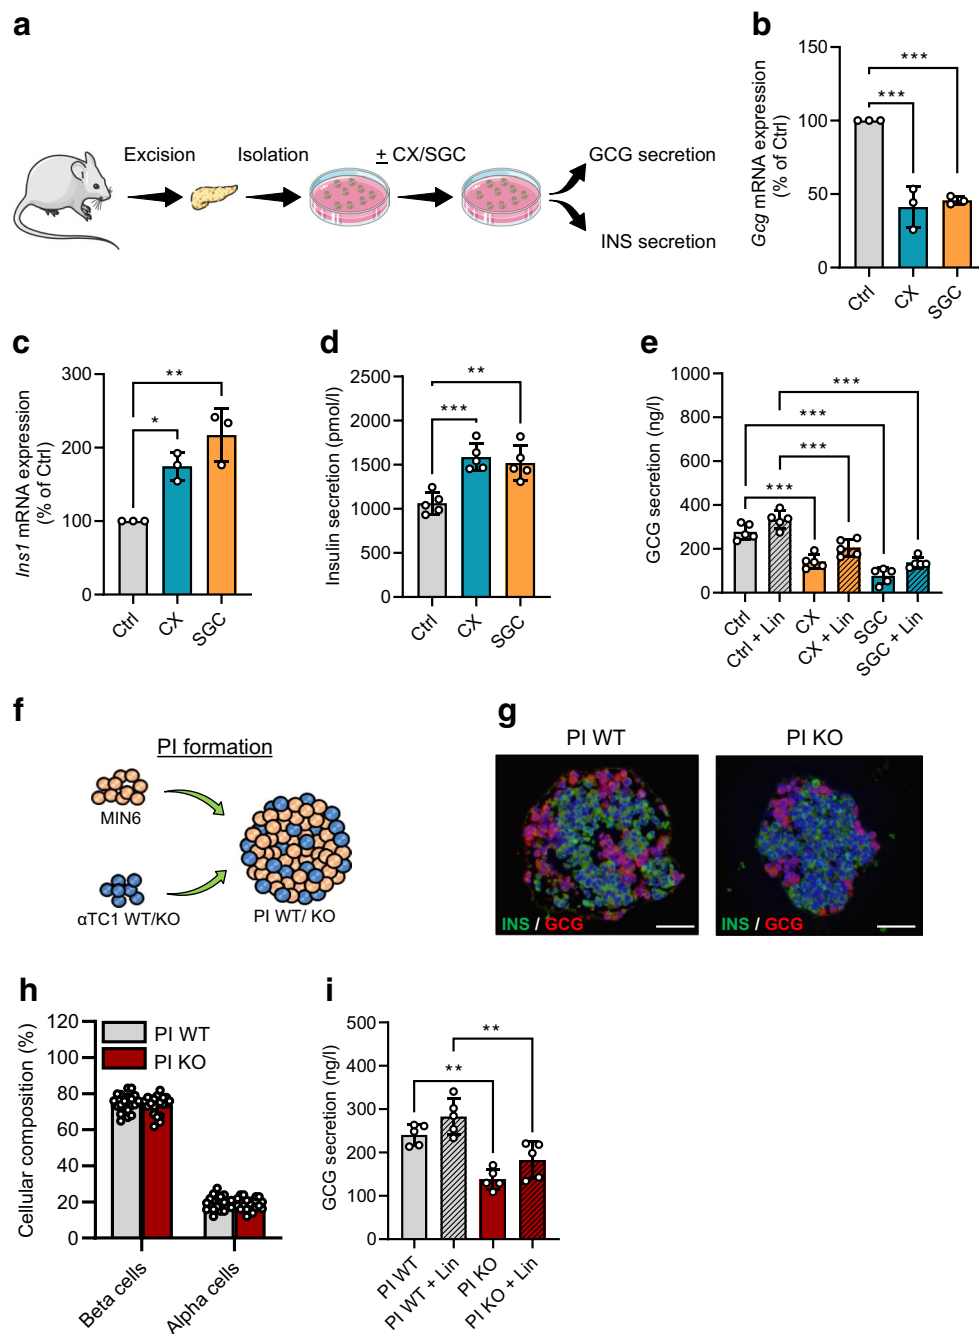 a
Excision
Isolation
± CX/SGC
GCG secretion
INS secretion
b
Gcg mRNA expression
(% of Ctrl)
150
100
50
0
***
***
Ctrl
CX
SGC
c
Ins1 mRNA expression
(% of Ctrl)
300
200
100
0
**
*
Ctrl
CX
SGC
d
Insulin secretion (pmol/l)
2500
2000
1500
1000
500
0
**
***
Ctrl
CX
SGC
e
GCG secretion (ng/l)
1000
800
600
400
200
0
***
***
***
***
Ctrl
Ctrl + Lin
CX
CX + Lin
SGC
SGC + Lin
f
PI formation
MIN6
αTC1 WT/KO
PI WT/ KO
g
PI WT
PI KO
INS / GCG
INS / GCG
h
Cellular composition (%)
120
100
80
60
40
20
0
PI WT
PI KO
Beta cells
Alpha cells
i
GCG secretion (ng/l)
500
400
300
200
100
0
**
**
PI WT
PI WT + Lin
PI KO
PI KO + Lin